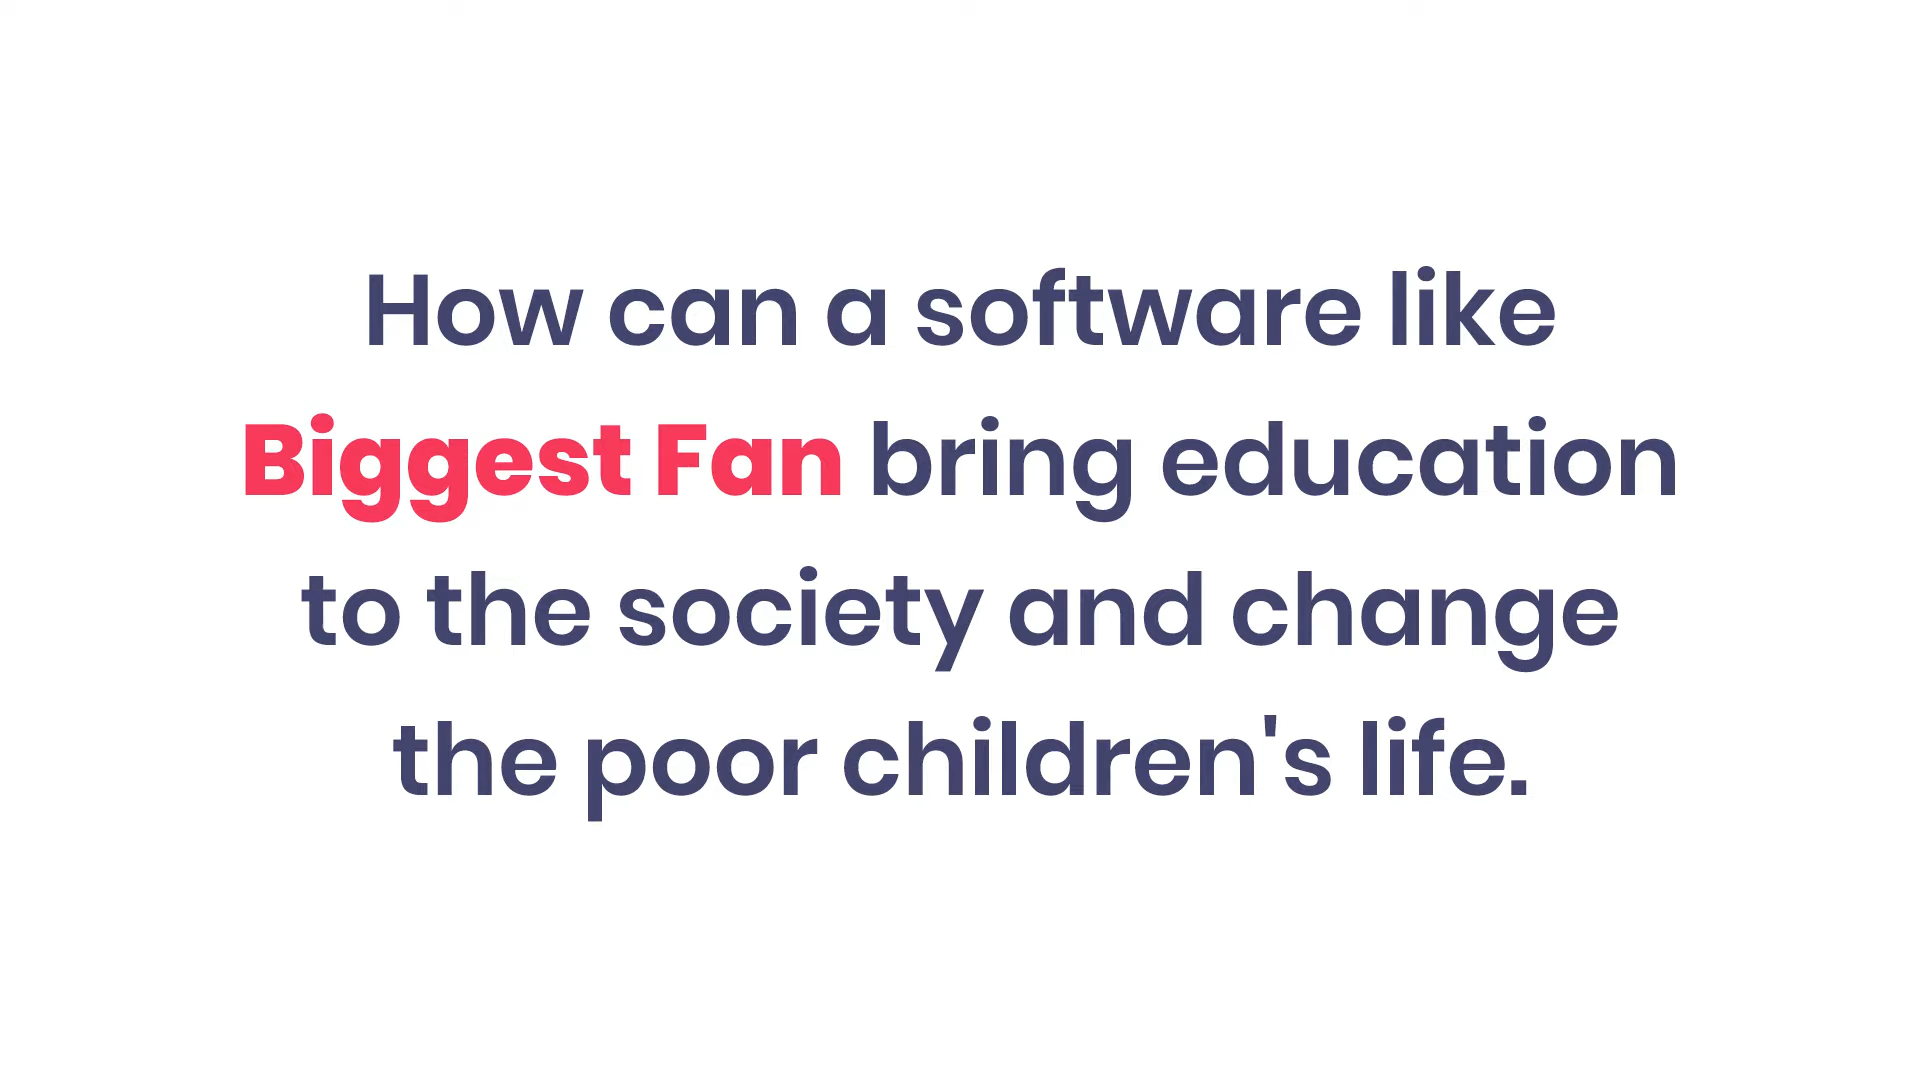 How can a software like
Biggest Fan bring education
to the society and change
the poor children's life.